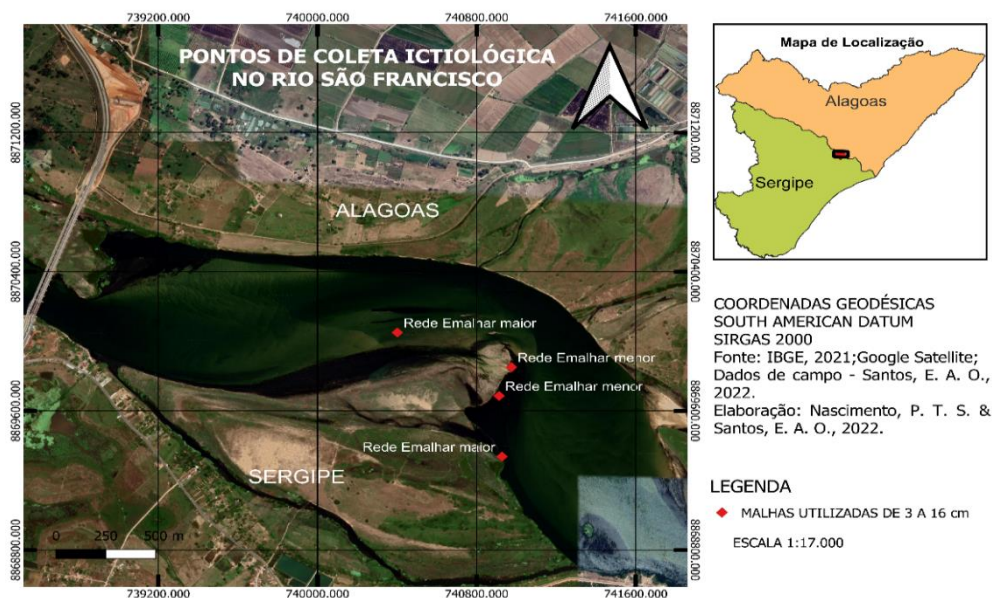 739200.000 740000.000 740800.000 741600.000
PONTOS DE COLETA ICTIOLÓGICA
NO RIO SÃO FRANCISCO
8871200.000
8870400.000
8869600.000
8868800.000
ALAGOAS
Rede Emalhar maior
Rede Emalhar menor
Rede Emalhar menor
Rede Emalhar maior
SERGIPE
0 250 500 m
8871200.000
8870400.000
8869600.000
8868800.000
739200.000 740000.000 740800.000 741600.000
Mapa de Localização
Alagoas
Sergipe
COORDENADAS GEODÉSICAS
SOUTH AMERICAN DATUM
SIRGAS 2000
Fonte: IBGE, 2021;Google Satellite;
Dados de campo - Santos, E. A. O.,
2022.
Elaboração: Nascimento, P. T. S. &
Santos, E. A. O., 2022.
LEGENDA
MALHAS UTILIZADAS DE 3 A 16 cm
ESCALA 1:17.000